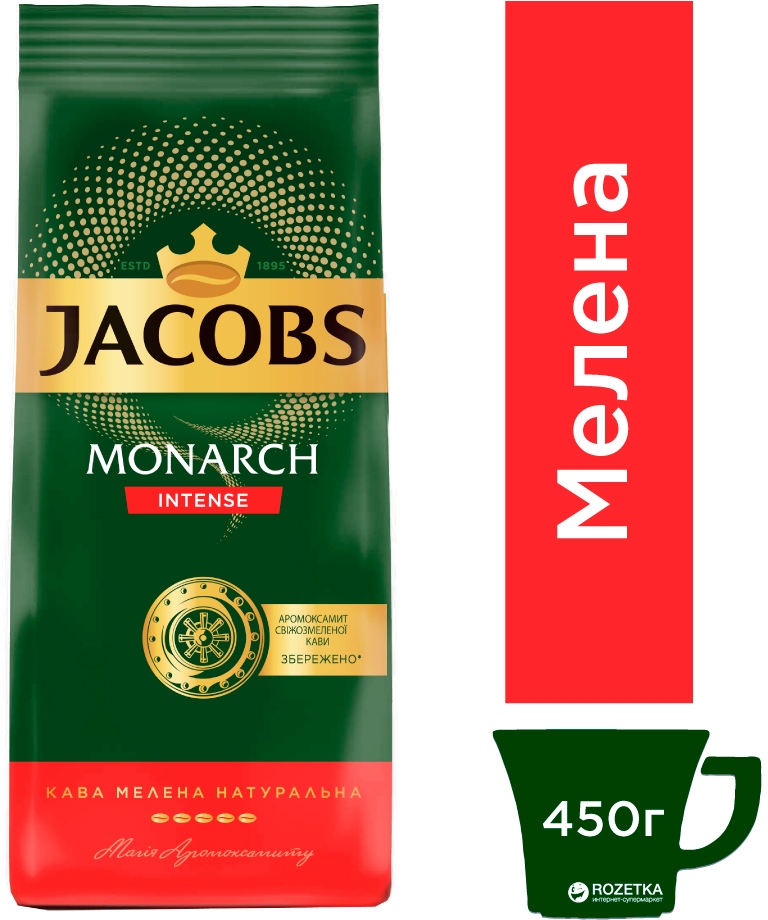 ESTD 1895
JACOBS
MONARCH
INTENSE
АРОМОКСАМИТ
СВІЖОЗМЕЛЕНОЇ
КАВИ
ЗБЕРЕЖЕНО*
КАВА МЕЛЕНА НАТУРАЛЬНА
Магія Аромоксамиту
Мелена
450г
ROZETKA
интернет-супермаркет